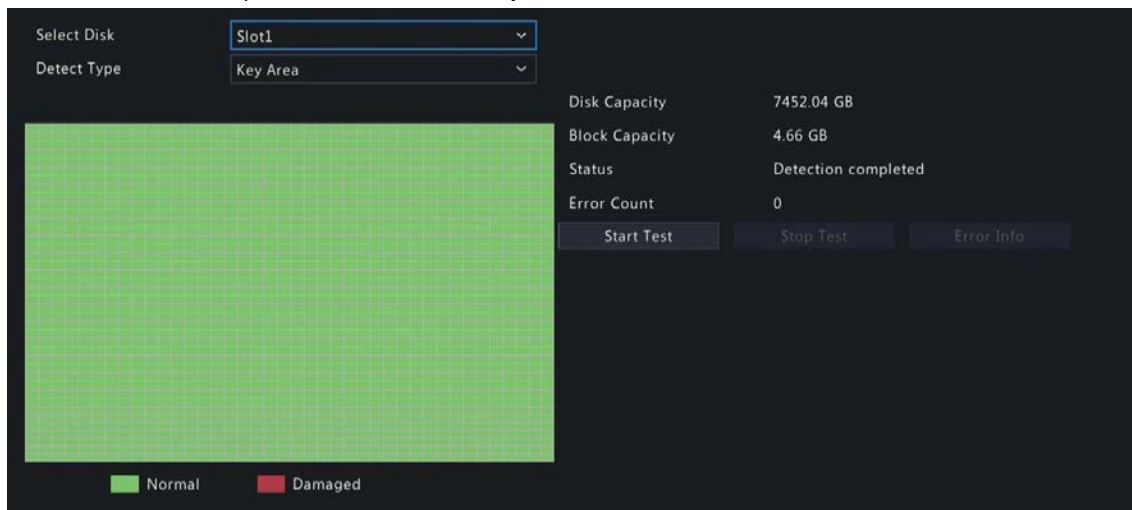 Select Disk Slot1
Detect Type Key Area
Disk Capacity 7452.04 GB
Block Capacity 4.66 GB
Status Detection completed
Error Count 0
Start Test Stop Test Error Info
Normal Damaged